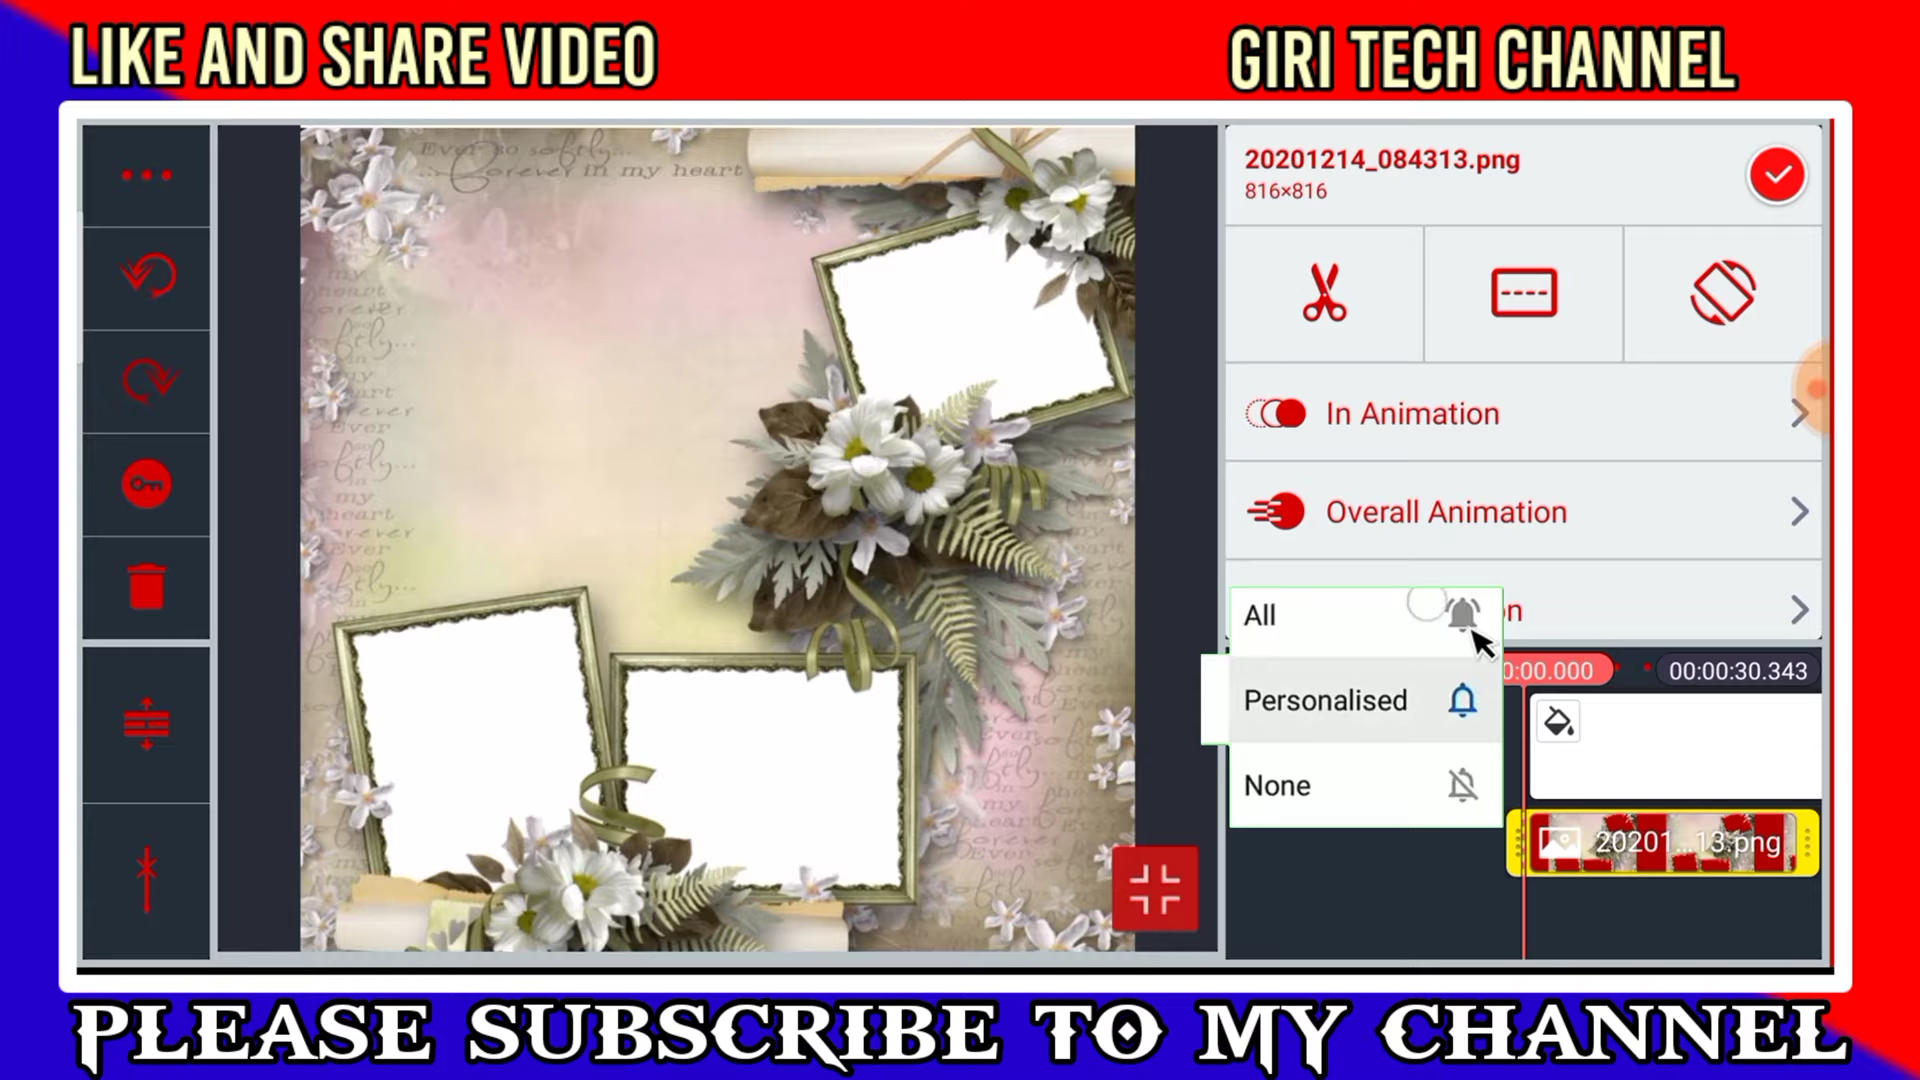 LIKE AND SHARE VIDEO
GIRI TECH CHANNEL
Ever so softly...
...Forever in my heart
20201214_084313.png
816×816
In Animation
Overall Animation
All
on
Personalised
None
0:00.000
00:00:30.343
20201...13.png
PLEASE SUBSCRIBE TO MY CHANNEL